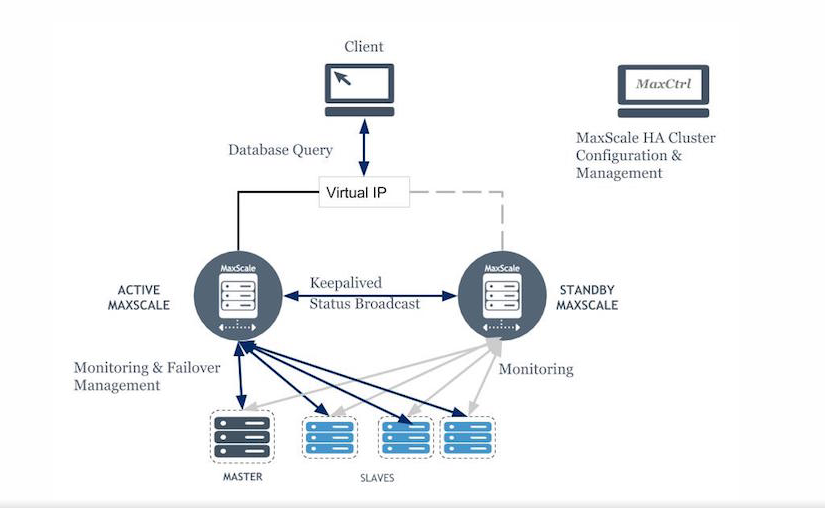 Client
MaxCtrl
MaxScale HA Cluster
Configuration &
Management
Database Query
Virtual IP
MaxScale
MaxScale
ACTIVE
MAXSCALE
Keepalived
Status Broadcast
STANDBY
MAXSCALE
Monitoring & Failover
Management
Monitoring
MASTER
SLAVES